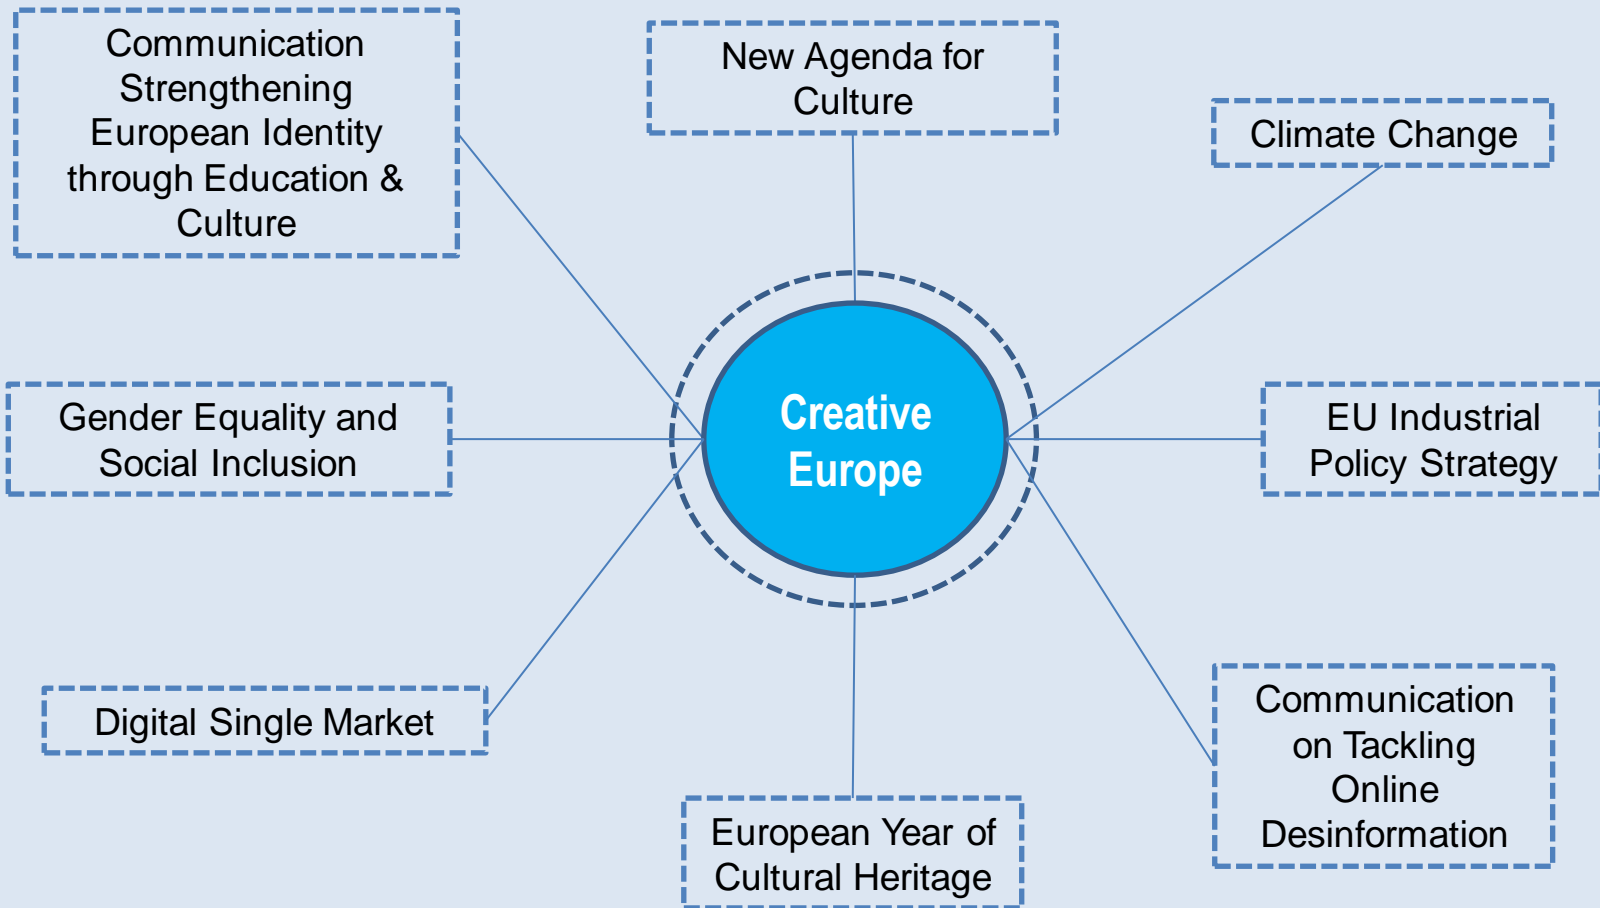 Communication
Strengthening
European Identity
through Education &
Culture
New Agenda for
Culture
Climate Change
Gender Equality and
Social Inclusion
Creative
Europe
EU Industrial
Policy Strategy
Digital Single Market
European Year of
Cultural Heritage
Communication
on Tackling
Online
Desinformation